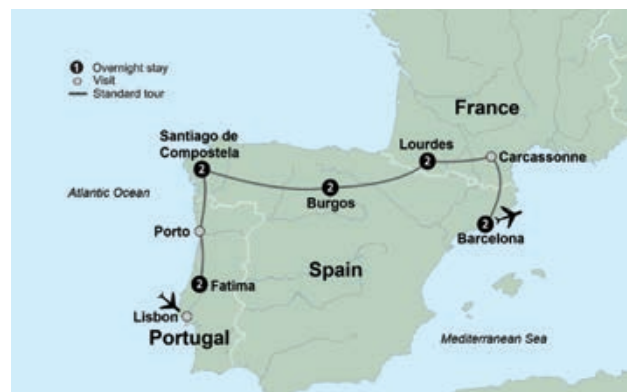 1 Overnight stay
Visit
Standard tour
France
Santiago de
Compostela
Lourdes
2
2
Carcassonne
Atlantic Ocean
2
Burgos
2
Barcelona
Porto
Spain
2 Fatima
Lisbon
Portugal
Mediterranean Sea